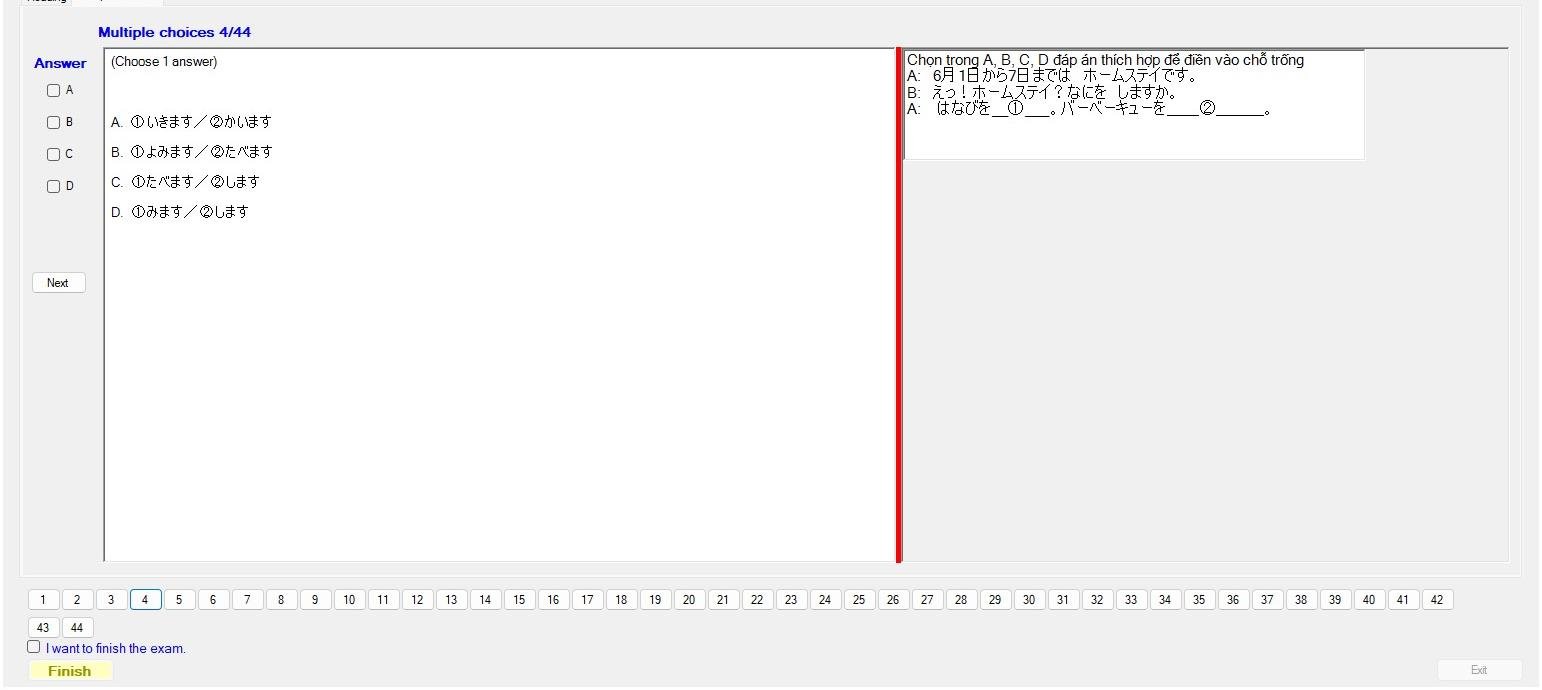 Multiple choices 4/44
Answer
A
B
C
D
Next
(Choose 1 answer)
A. ①いきます／②かいます
B. ①よみます／②たべます
C. ①たべます／②します
D. ①みます／②します
Chọn trong A, B, C, D đáp án thích hợp để điền vào chỗ trống
A: 6月1日から7日までは ホームステイです。
B: えっ！ホームステイ？なにを しますか。
A: はなびを__①___。バーベーキューを____②______。
1 2 3 4 5 6 7 8 9 10 11 12 13 14 15 16 17 18 19 20 21 22 23 24 25 26 27 28 29 30 31 32 33 34 35 36 37 38 39 40 41 42
43 44
I want to finish the exam.
Finish
Exit